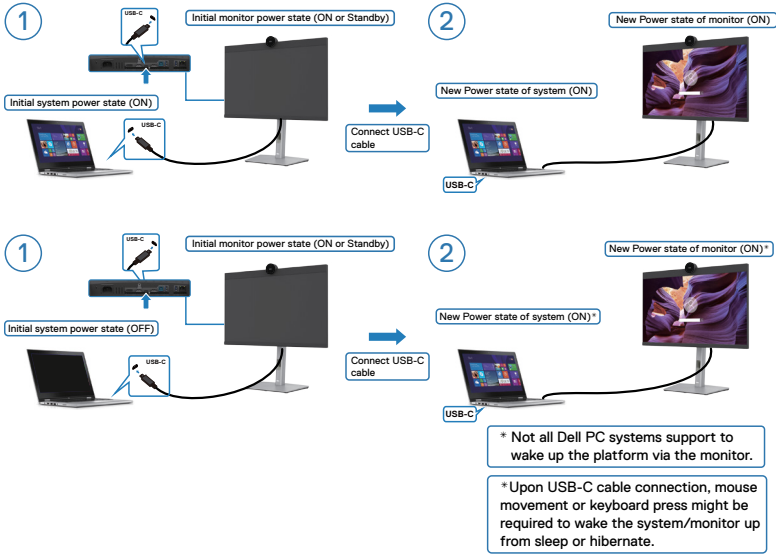 1
USB-C
Initial monitor power state (ON or Standby)
Initial system power state (ON)
USB-C
Connect USB-C
cable
2
New Power state of monitor (ON)
New Power state of system (ON)
USB-C
1
USB-C
Initial monitor power state (ON or Standby)
Initial system power state (OFF)
USB-C
Connect USB-C
cable
2
New Power state of monitor (ON)*
New Power state of system (ON)*
USB-C
* Not all Dell PC systems support to
wake up the platform via the monitor.
*Upon USB-C cable connection, mouse
movement or keyboard press might be
required to wake the system/monitor up
from sleep or hibernate.